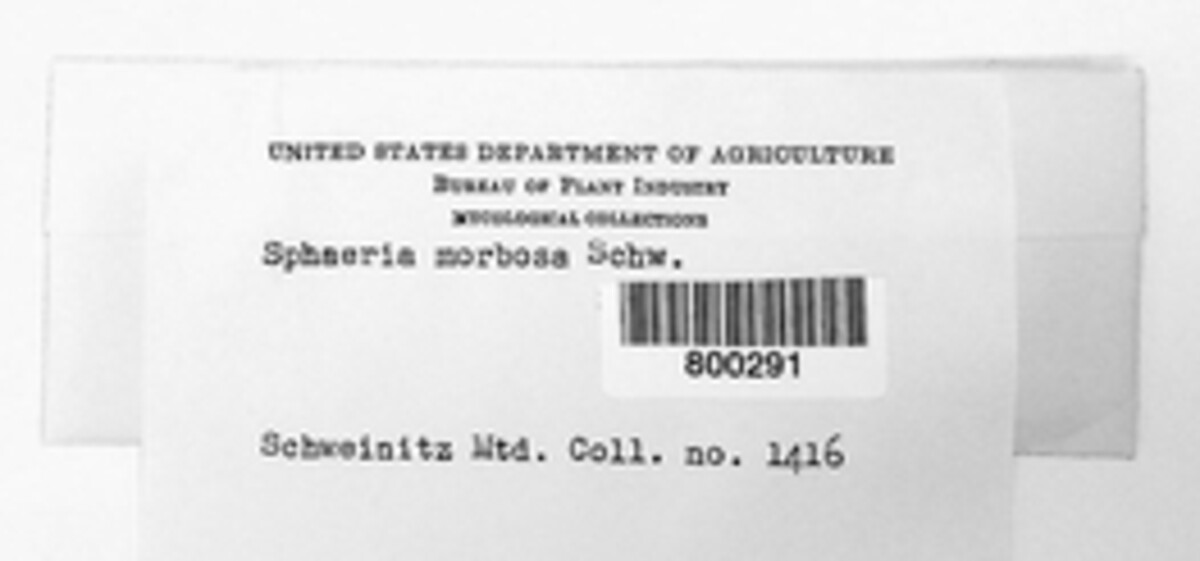 UNITED STATES DEPARTMENT OF AGRICULTURE
BUREAU OF PLANT INDUSTRY
MYCOLOGICAL COLLECTIONS
Sphaeria morbosa Schw.
800291
Schweinitz Mtd. Coll. no. 1416